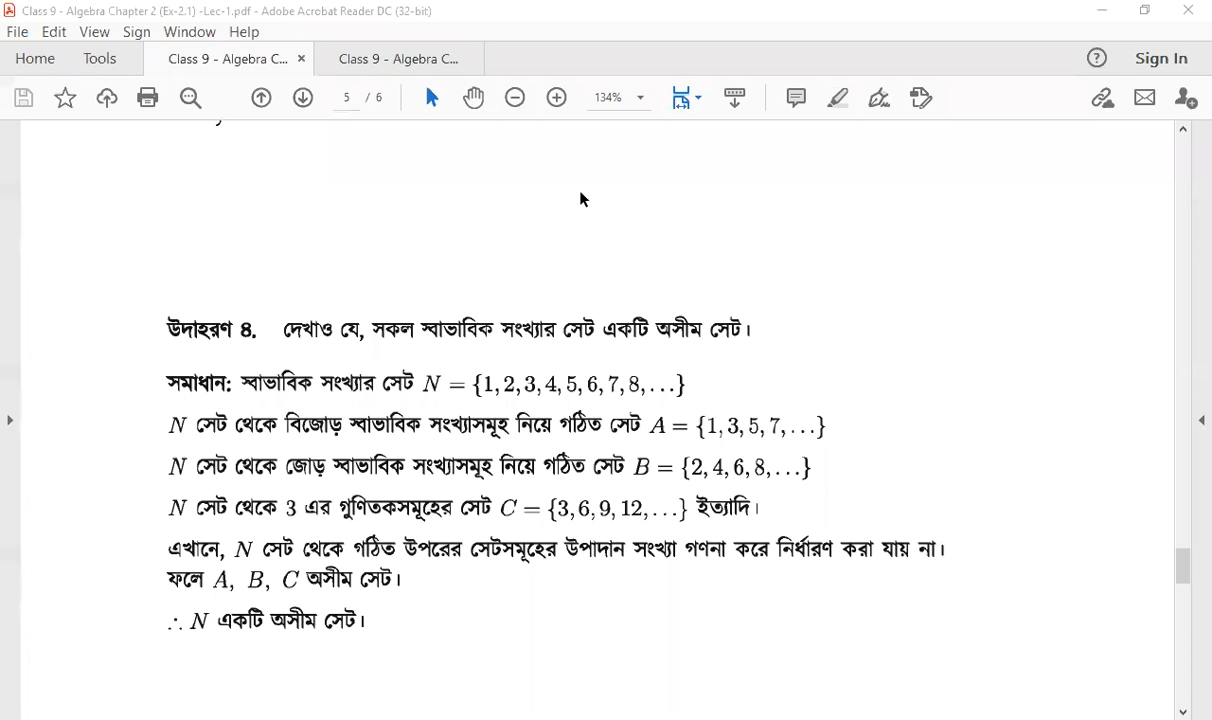 Class 9 - Algebra Chapter 2 (Ex-2.1) -Lec-1.pdf - Adobe Acrobat Reader DC (32-bit)
File Edit View Sign Window Help
Home Tools Class 9 - Algebra C... × Class 9 - Algebra C... ? Sign In
5 / 6 134%
উদাহরণ ৪. দেখাও যে, সকল স্বাভাবিক সংখ্যার সেট একটি অসীম সেট।
সমাধান: স্বাভাবিক সংখ্যার সেট N = {1, 2, 3, 4, 5, 6, 7, 8, . . .}
N সেট থেকে বিজোড় স্বাভাবিক সংখ্যাসমূহ নিয়ে গঠিত সেট A = {1, 3, 5, 7, . . .}
N সেট থেকে জোড় স্বাভাবিক সংখ্যাসমূহ নিয়ে গঠিত সেট B = {2, 4, 6, 8, . . .}
N সেট থেকে 3 এর গুণিতকসমূহের সেট C = {3, 6, 9, 12, . . .} ইত্যাদি।
এখানে, N সেট থেকে গঠিত উপরের সেটসমূহের উপাদান সংখ্যা গণনা করে নির্ধারণ করা যায় না।
ফলে A, B, C অসীম সেট।
∴ N একটি অসীম সেট।